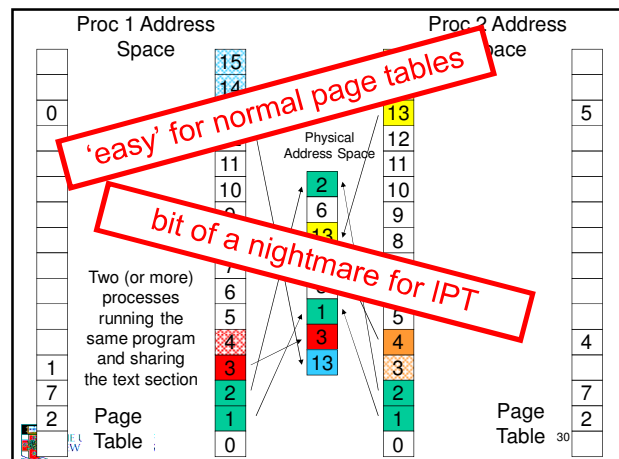 Proc 1 Address
Space
Proc 2 Address
'easy' for normal page tables
bit of a nightmare for IPT
Physical
Address Space
Two (or more)
processes
running the
same program
and sharing
the text section
Page
Table
Page
Table
0
1
7
2
15
14
11
10
6
5
4
3
2
1
0
2
6
13
1
3
13
13
12
11
10
9
8
5
4
3
2
1
0
5
4
7
2
30